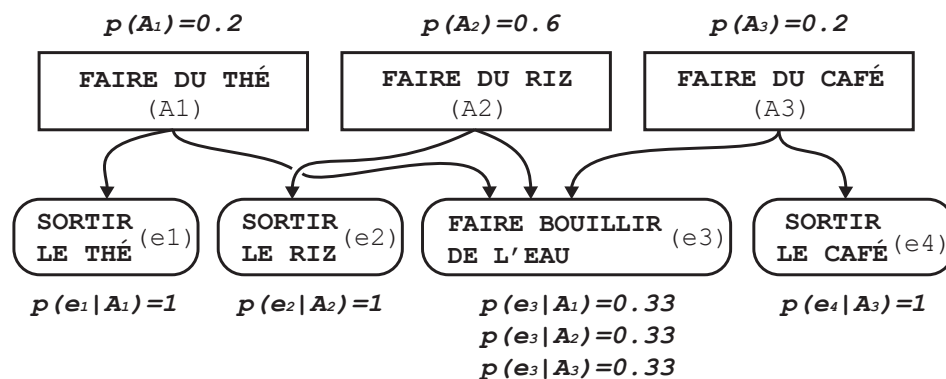 p(A₁)=0.2 p(A₂)=0.6 p(A₃)=0.2
FAIRE DU THÉ FAIRE DU RIZ FAIRE DU CAFÉ
(A1) (A2) (A3)
SORTIR
LE THÉ (e1)
SORTIR
LE RIZ (e2)
FAIRE BOUILLIR
DE L'EAU (e3)
SORTIR
LE CAFÉ (e4)
p(e₁|A₁)=1 p(e₂|A₂)=1 p(e₃|A₁)=0.33 p(e₄|A₃)=1
p(e₃|A₂)=0.33
p(e₃|A₃)=0.33